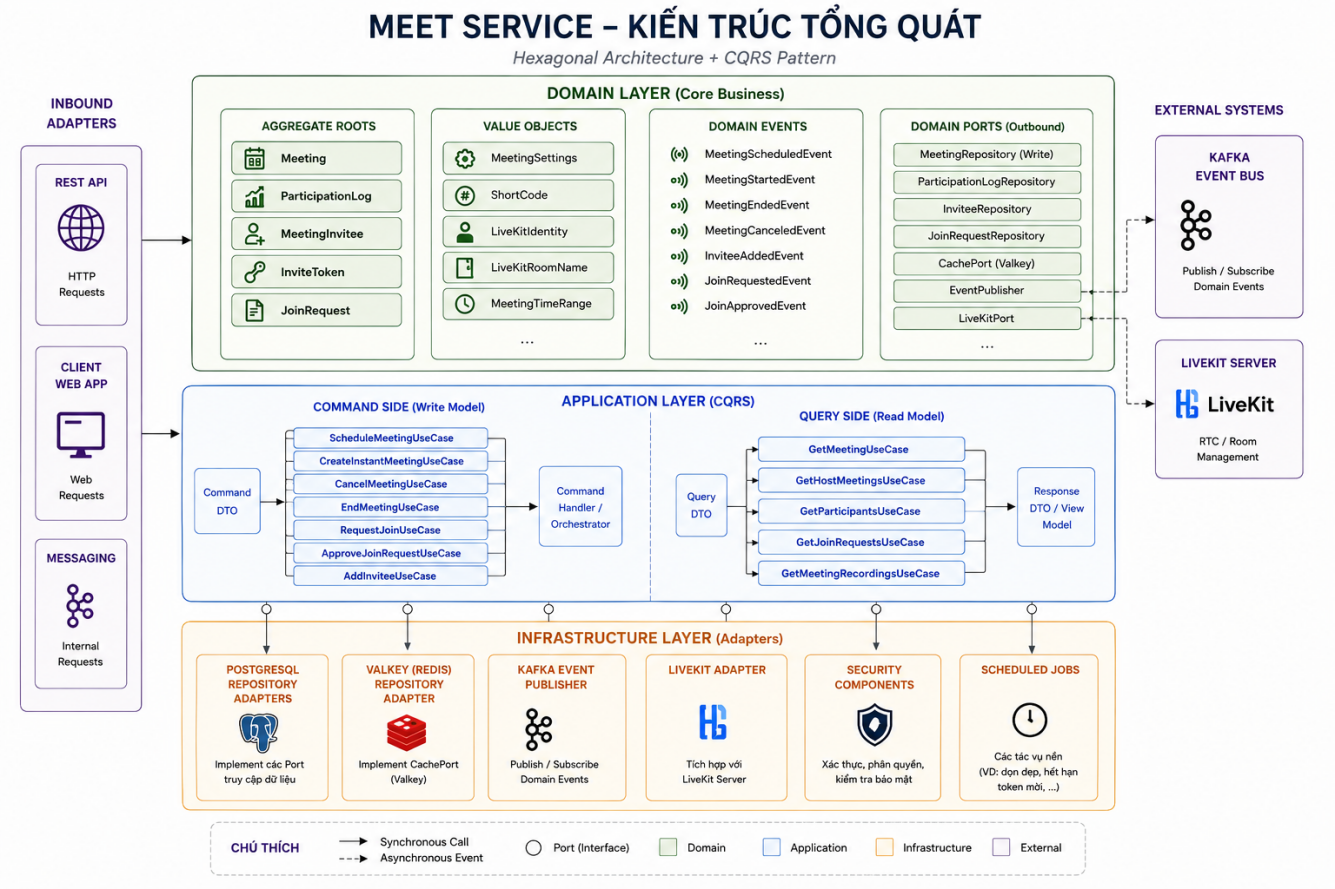 MEET SERVICE – KIẾN TRÚC TỔNG QUÁT
Hexagonal Architecture + CQRS Pattern
INBOUND
ADAPTERS
REST API
HTTP
Requests
CLIENT
WEB APP
Web
Requests
MESSAGING
Internal
Requests
DOMAIN LAYER (Core Business)
AGGREGATE ROOTS
Meeting
ParticipationLog
MeetingInvitee
InviteToken
JoinRequest
VALUE OBJECTS
MeetingSettings
ShortCode
LiveKitIdentity
LiveKitRoomName
MeetingTimeRange
...
DOMAIN EVENTS
MeetingScheduledEvent
MeetingStartedEvent
MeetingEndedEvent
MeetingCanceledEvent
InviteeAddedEvent
JoinRequestedEvent
JoinApprovedEvent
...
DOMAIN PORTS (Outbound)
MeetingRepository (Write)
ParticipationLogRepository
InviteeRepository
JoinRequestRepository
CachePort (Valkey)
EventPublisher
LiveKitPort
...
EXTERNAL SYSTEMS
KAFKA
EVENT BUS
Publish / Subscribe
Domain Events
LIVEKIT SERVER
LiveKit
RTC / Room
Management
APPLICATION LAYER (CQRS)
COMMAND SIDE (Write Model)
Command
DTO
ScheduleMeetingUseCase
CreateInstantMeetingUseCase
CancelMeetingUseCase
EndMeetingUseCase
RequestJoinUseCase
ApproveJoinRequestUseCase
AddInviteeUseCase
Command
Handler /
Orchestrator
QUERY SIDE (Read Model)
Query
DTO
GetMeetingUseCase
GetHostMeetingsUseCase
GetParticipantsUseCase
GetJoinRequestsUseCase
GetMeetingRecordingsUseCase
Response
DTO / View
Model
INFRASTRUCTURE LAYER (Adapters)
POSTGRESQL
REPOSITORY
ADAPTERS
Implement các Port
truy cập dữ liệu
VALKEY (REDIS)
REPOSITORY
ADAPTER
Implement CachePort
(Valkey)
KAFKA EVENT
PUBLISHER
Publish / Subscribe
Domain Events
LIVEKIT ADAPTER
Tích hợp với
LiveKit Server
SECURITY
COMPONENTS
Xác thực, phân quyền,
kiểm tra bảo mật
SCHEDULED JOBS
Các tác vụ nền
(VD: dọn dẹp, hết hạn
token mời, ...)
CHÚ THÍCH
Synchronous Call
Asynchronous Event
Port (Interface)
Domain
Application
Infrastructure
External